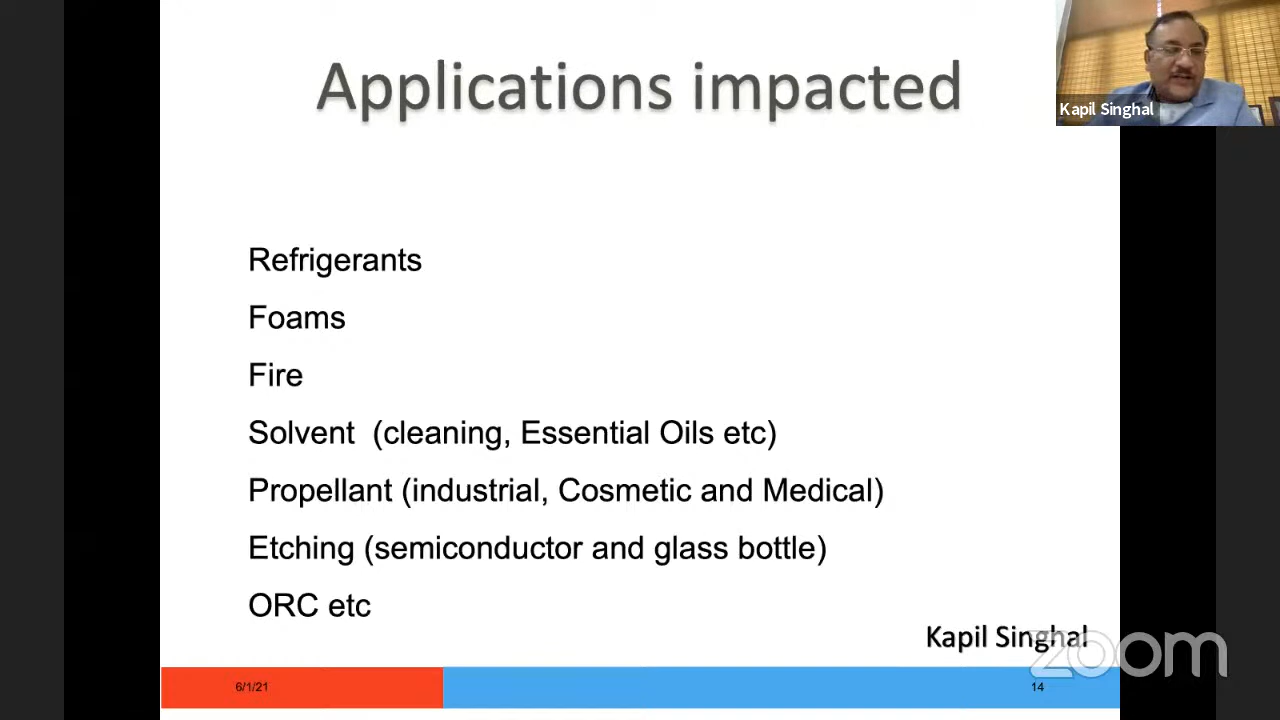 Applications impacted
Kapil Singhal
Refrigerants
Foams
Fire
Solvent  (cleaning, Essential Oils etc)
Propellant (industrial, Cosmetic and Medical)
Etching (semiconductor and glass bottle)
ORC etc
Kapil Singhal
zoom
6/1/21
14